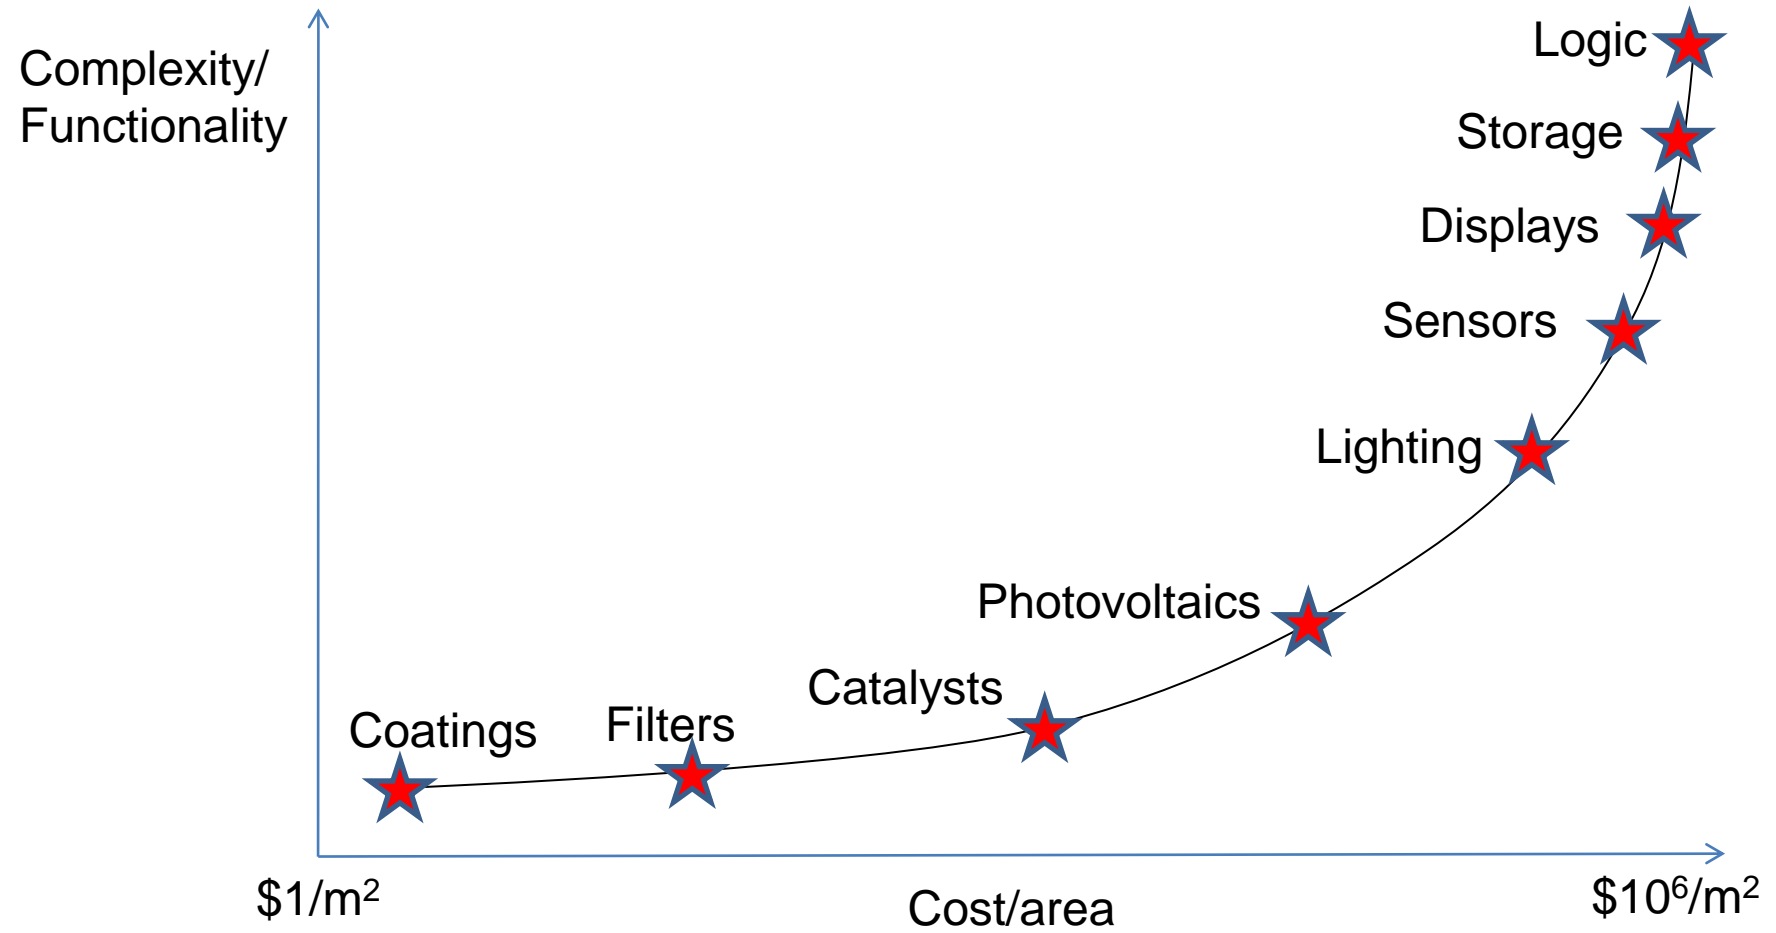 Complexity/
Functionality
Logic
Storage
Displays
Sensors
Lighting
Photovoltaics
Catalysts
Filters
Coatings
$1/m²
Cost/area
$10⁶/m²